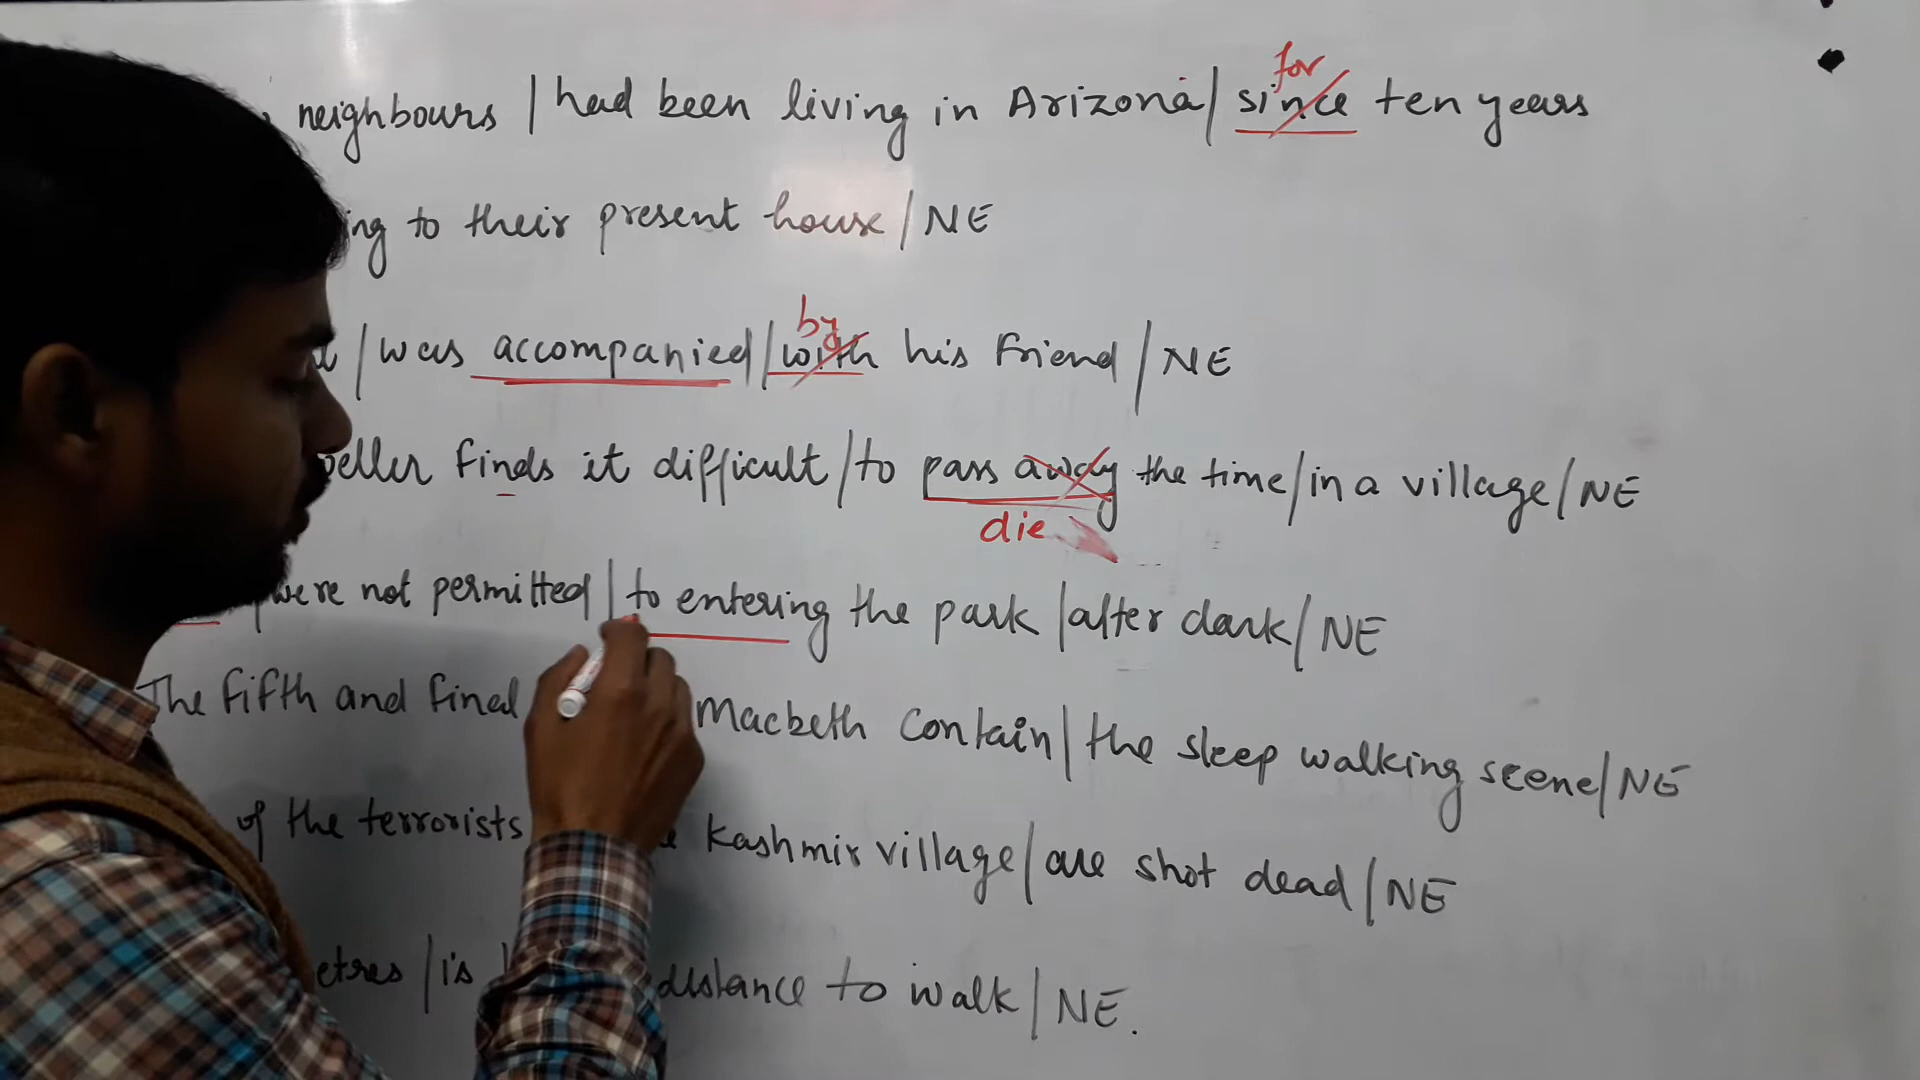 for
neighbours / had been living in Arizona / since ten years
ing to their present house / NE
by
/ was accompanied / with his friend / NE
eller finds it difficult / to pass away the time / in a village / NE
die
were not permitted / to entering the park / after dark / NE
The fifth and final Macbeth contain / the sleep walking scene / NE
of the terrorists Kashmir village / are shot dead / NE
etres / is distance to walk / NE.